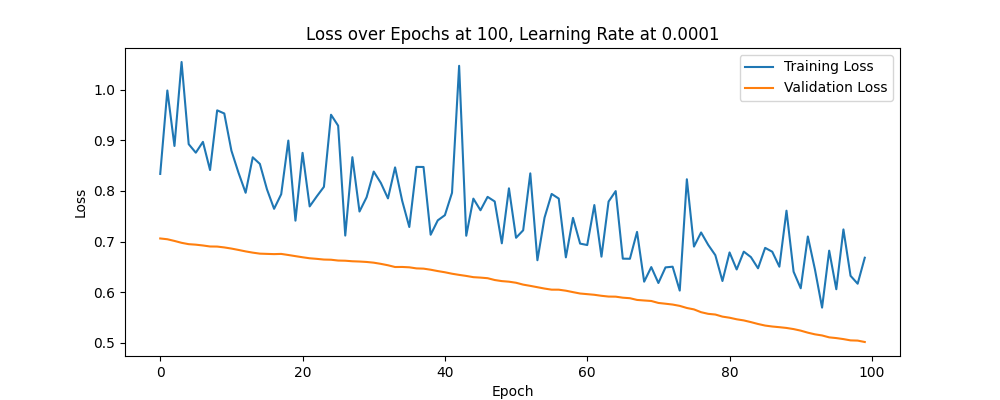 Loss over Epochs at 100, Learning Rate at 0.0001
Training Loss
Validation Loss
1.0
0.9
0.8
0.7
0.6
0.5
Loss
0 20 40 60 80 100
Epoch